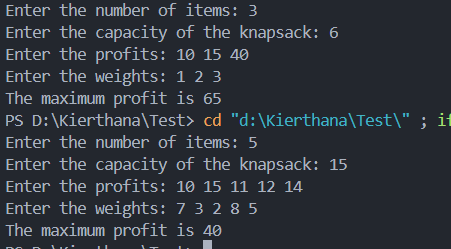 Enter the number of items: 3
Enter the capacity of the knapsack: 6
Enter the profits: 10 15 40
Enter the weights: 1 2 3
The maximum profit is 65
PS D:\Kierthana\Test> cd "d:\Kierthana\Test\" ; if
Enter the number of items: 5
Enter the capacity of the knapsack: 15
Enter the profits: 10 15 11 12 14
Enter the weights: 7 3 2 8 5
The maximum profit is 40
PS D:\Kierthana\Test>